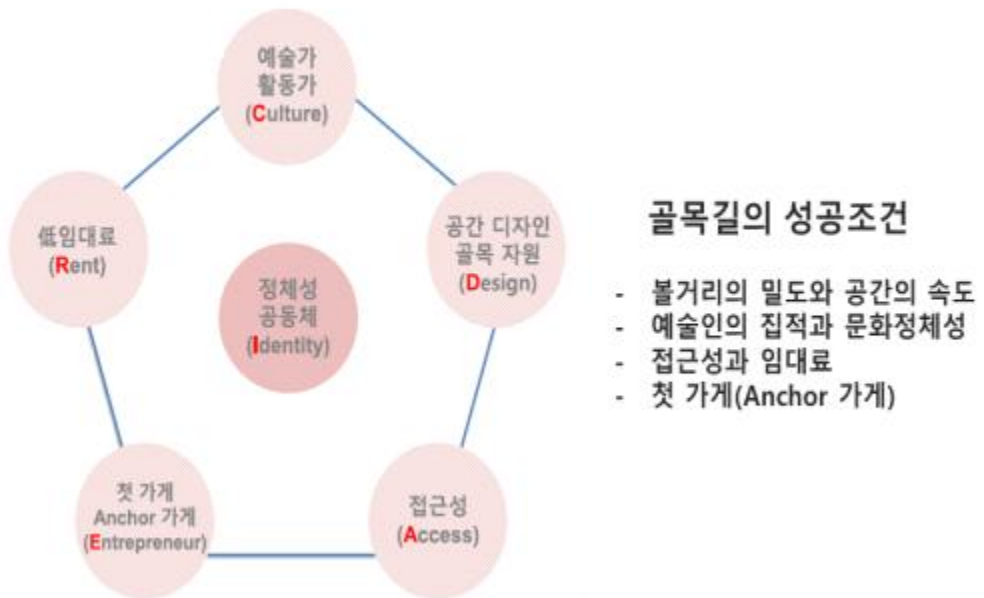 예술가
활동가
(Culture)
低임대료
(Rent)
공간 디자인
골목 자원
(Design)
정체성
공동체
(Identity)
첫 가게
Anchor 가게
(Entrepreneur)
접근성
(Access)
골목길의 성공조건
- 볼거리의 밀도와 공간의 속도
- 예술인의 집적과 문화정체성
- 접근성과 임대료
- 첫 가게(Anchor 가게)